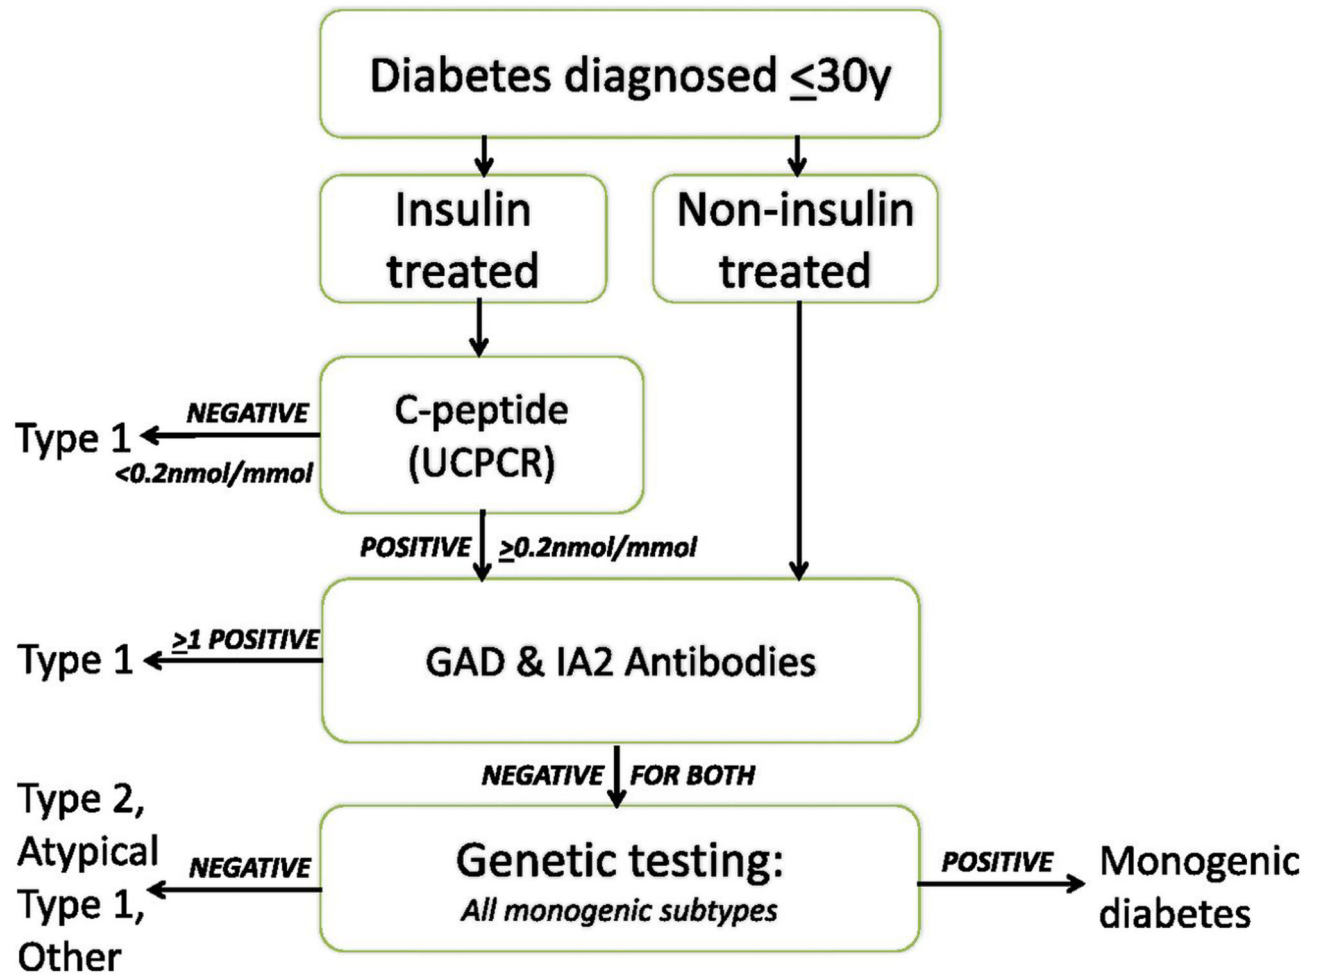 Diabetes diagnosed ≤30y
Insulin
treated
Non-insulin
treated
C-peptide
(UCPCR)
NEGATIVE
<0.2nmol/mmol
Type 1
POSITIVE
≥0.2nmol/mmol
GAD & IA2 Antibodies
≥1 POSITIVE
Type 1
NEGATIVE FOR BOTH
Genetic testing:
All monogenic subtypes
NEGATIVE
Type 2,
Atypical
Type 1,
Other
POSITIVE
Monogenic
diabetes